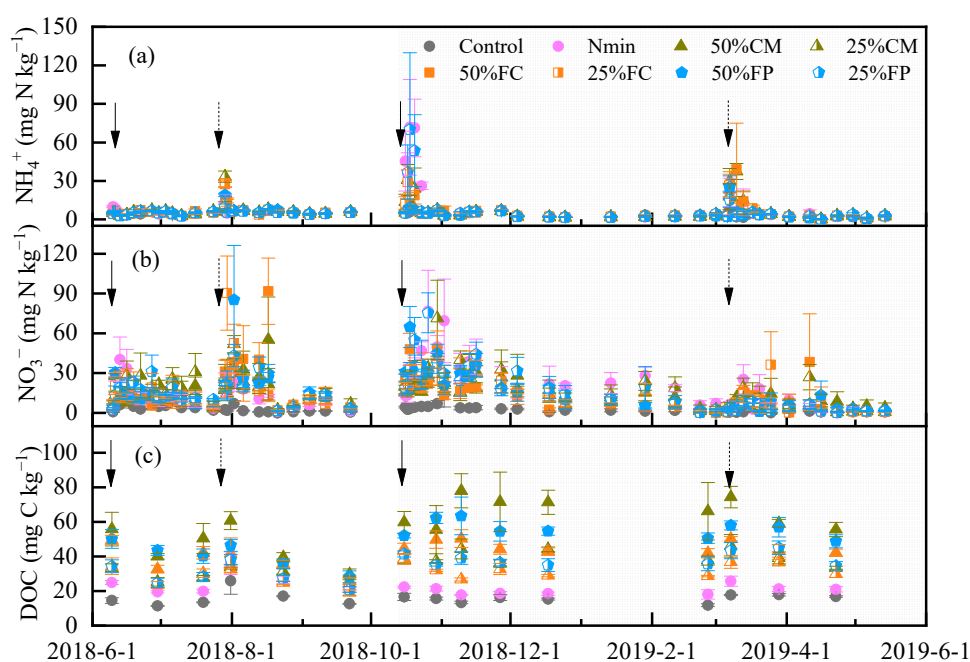 150
120
90
60
30
0
NH₄⁺ (mg N kg⁻¹)
(a)
Control
Nmin
50%CM
25%CM
50%FC
25%FC
50%FP
25%FP
120
90
60
30
0
NO₃⁻ (mg N kg⁻¹)
(b)
100
80
60
40
20
0
DOC (mg C kg⁻¹)
(c)
2018-6-1
2018-8-1
2018-10-1
2018-12-1
2019-2-1
2019-4-1
2019-6-1